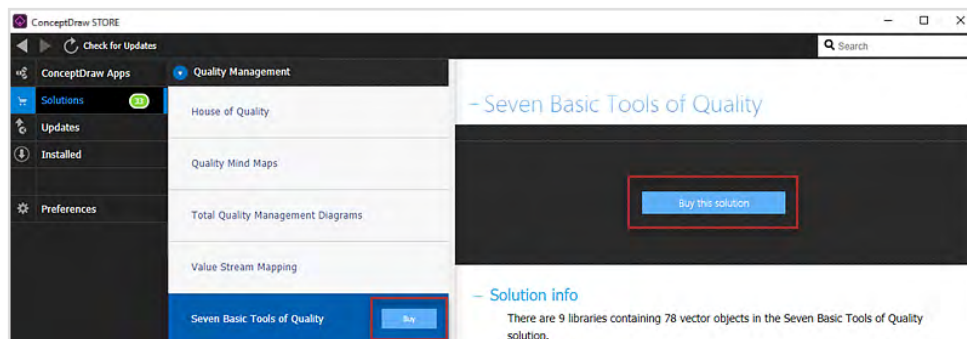 ConceptDraw STORE
Check for Updates
Search
ConceptDraw Apps
Solutions
33
Updates
Installed
Preferences
Quality Management
House of Quality
Quality Mind Maps
Total Quality Management Diagrams
Value Stream Mapping
Seven Basic Tools of Quality
Buy
– Seven Basic Tools of Quality
Buy this solution
– Solution info
There are 9 libraries containing 78 vector objects in the Seven Basic Tools of Quality
solution.